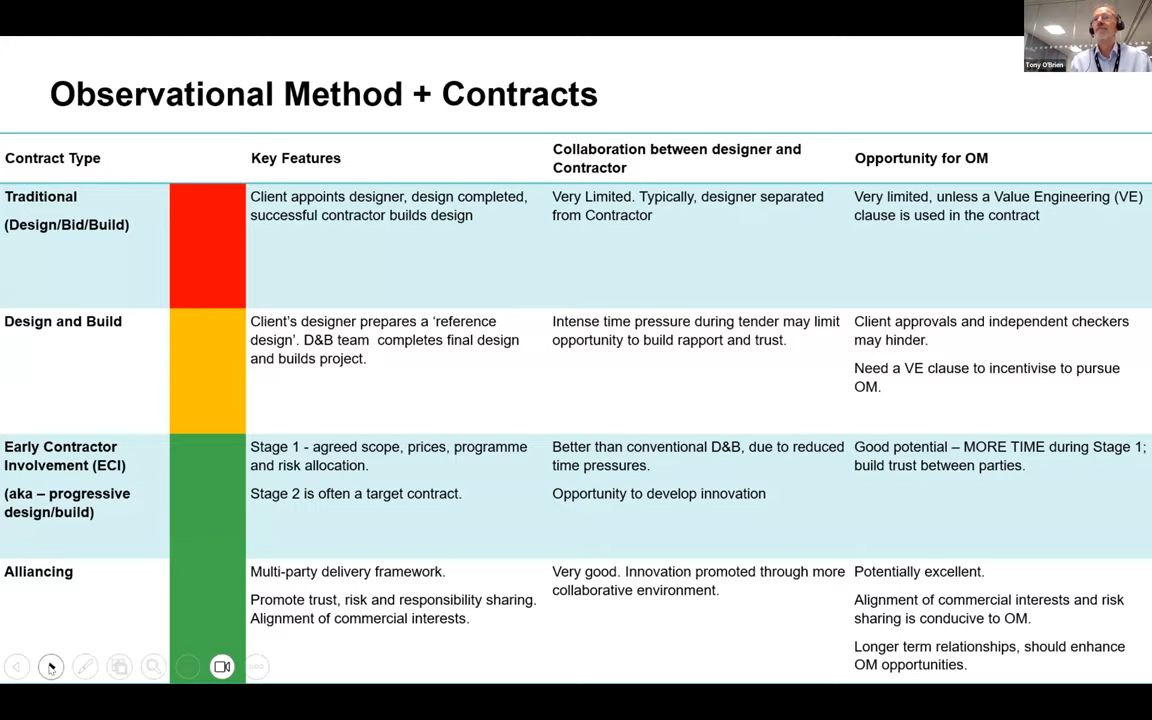 Tony O'Brien
Observational Method + Contracts
Contract Type
Key Features
Collaboration between designer and
Contractor
Opportunity for OM
Traditional
(Design/Bid/Build)
Client appoints designer, design completed,
successful contractor builds design
Very Limited. Typically, designer separated
from Contractor
Very limited, unless a Value Engineering (VE)
clause is used in the contract
Design and Build
Client's designer prepares a ‘reference
design’. D&B team completes final design
and builds project.
Intense time pressure during tender may limit
opportunity to build rapport and trust.
Client approvals and independent checkers
may hinder.
Need a VE clause to incentivise to pursue
OM.
Early Contractor
Involvement (ECI)
(aka – progressive
design/build)
Stage 1 - agreed scope, prices, programme
and risk allocation.
Stage 2 is often a target contract.
Better than conventional D&B, due to reduced
time pressures.
Opportunity to develop innovation
Good potential – MORE TIME during Stage 1;
build trust between parties.
Alliancing
Multi-party delivery framework.
Promote trust, risk and responsibility sharing.
Alignment of commercial interests.
Very good. Innovation promoted through more
collaborative environment.
Potentially excellent.
Alignment of commercial interests and risk
sharing is conducive to OM.
Longer term relationships, should enhance
OM opportunities.